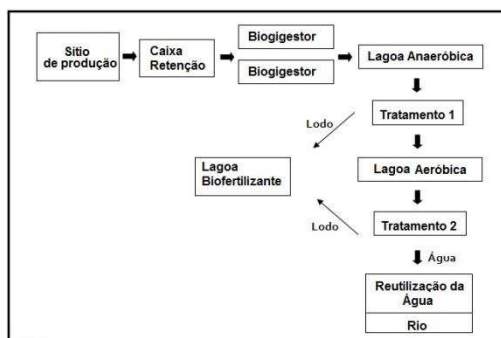 Sitio
de produção
Caixa
Retenção
Biogigestor
Biogigestor
Lagoa Anaeróbica
Lodo
Tratamento 1
Lagoa
Biofertilizante
Lagoa Aeróbica
Lodo
Tratamento 2
Água
Reutilização da
Água
Rio